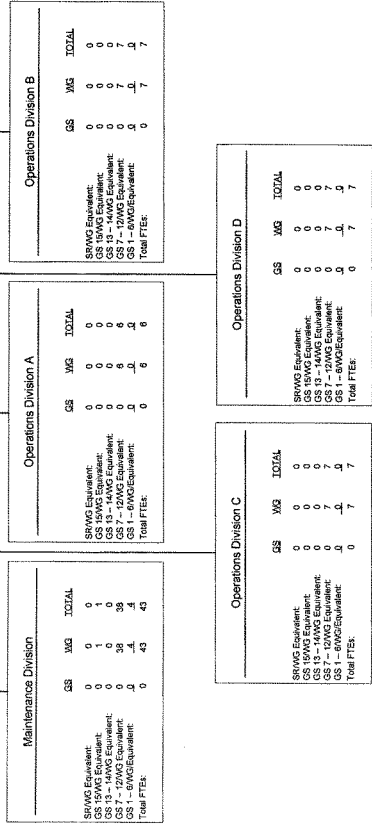 Maintenance Division
GS WG TOTAL
SR/WG Equivalent: 0 0 0
GS 15/WG Equivalent: 0 1 1
GS 13 – 14/WG Equivalent: 0 0 0
GS 7 – 12/WG Equivalent: 0 38 38
GS 1 – 6/WG/Equivalent: 0 4 4
Total FTEs: 0 43 43
Operations Division A
GS WG TOTAL
SR/WG Equivalent: 0 0 0
GS 15/WG Equivalent: 0 0 0
GS 13 – 14/WG Equivalent: 0 0 0
GS 7 – 12/WG Equivalent: 0 6 6
GS 1 – 6/WG/Equivalent: 0 0 0
Total FTEs: 0 6 6
Operations Division B
GS WG TOTAL
SR/WG Equivalent: 0 0 0
GS 15/WG Equivalent: 0 0 0
GS 13 – 14/WG Equivalent: 0 0 0
GS 7 – 12/WG Equivalent: 0 7 7
GS 1 – 6/WG/Equivalent: 0 0 0
Total FTEs: 0 7 7
Operations Division C
GS WG TOTAL
SR/WG Equivalent: 0 0 0
GS 15/WG Equivalent: 0 0 0
GS 13 – 14/WG Equivalent: 0 0 0
GS 7 – 12/WG Equivalent: 0 7 7
GS 1 – 6/WG/Equivalent: 0 0 0
Total FTEs: 0 7 7
Operations Division D
GS WG TOTAL
SR/WG Equivalent: 0 0 0
GS 15/WG Equivalent: 0 0 0
GS 13 – 14/WG Equivalent: 0 0 0
GS 7 – 12/WG Equivalent: 0 7 7
GS 1 – 6/WG/Equivalent: 0 0 0
Total FTEs: 0 7 7